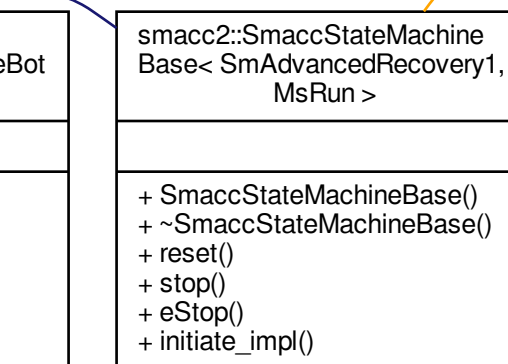 eBot
smacc2::SmaccStateMachine
Base< SmAdvancedRecovery1,
MsRun >
+ SmaccStateMachineBase()
+ ~SmaccStateMachineBase()
+ reset()
+ stop()
+ eStop()
+ initiate_impl()